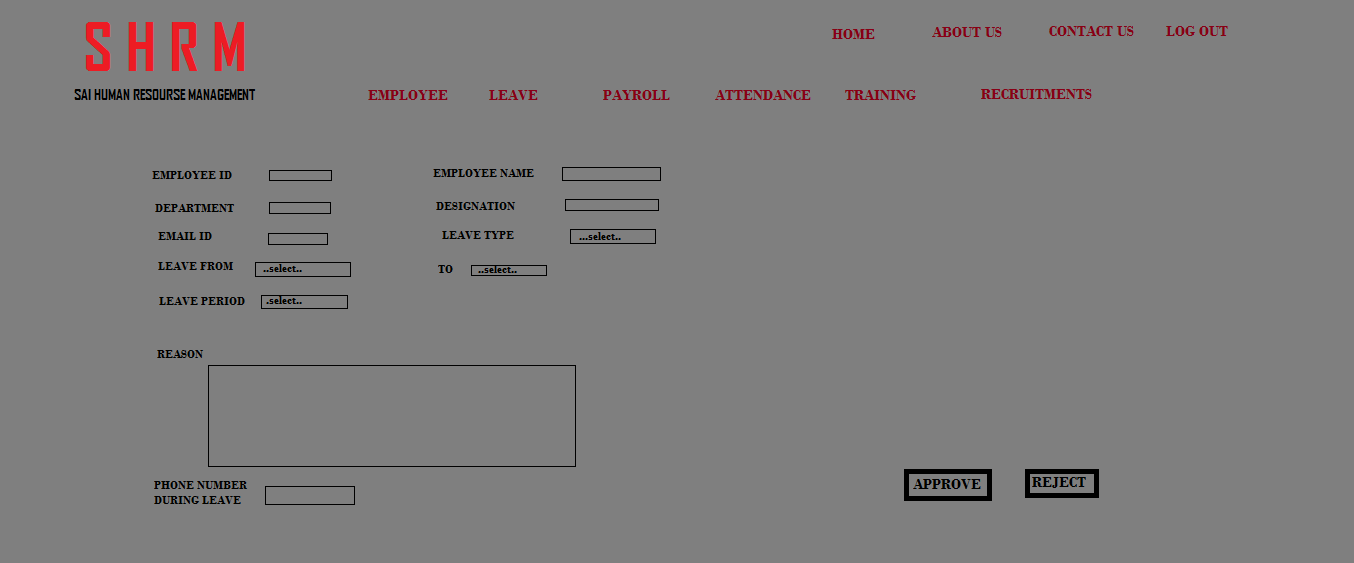 SHRM
SAI HUMAN RESOURSE MANAGEMENT
HOME ABOUT US CONTACT US LOG OUT
EMPLOYEE LEAVE PAYROLL ATTENDANCE TRAINING RECRUITMENTS
EMPLOYEE ID EMPLOYEE NAME
DEPARTMENT DESIGNATION
EMAIL ID LEAVE TYPE ...select..
LEAVE FROM ..select.. TO ..select..
LEAVE PERIOD .select..
REASON
PHONE NUMBER
DURING LEAVE
APPROVE REJECT